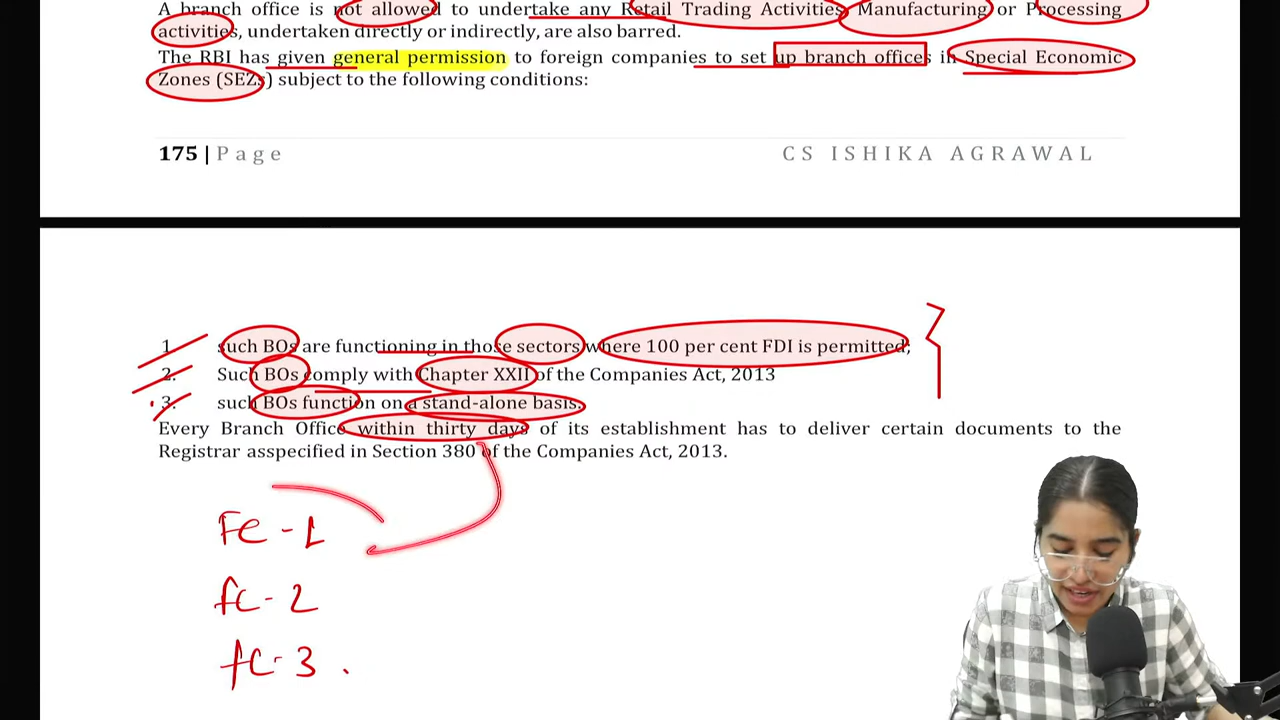 A branch office is not allowed to undertake any Retail Trading Activities, Manufacturing or Processing
activities, undertaken directly or indirectly, are also barred.
The RBI has given general permission to foreign companies to set up branch offices in Special Economic
Zones (SEZs) subject to the following conditions:
175 | Page
CS ISHIKA AGRAWAL
1. such BOs are functioning in those sectors where 100 per cent FDI is permitted;
2. Such BOs comply with Chapter XXII of the Companies Act, 2013
3. such BOs function on a stand-alone basis.
Every Branch Office within thirty days of its establishment has to deliver certain documents to the
Registrar asspecified in Section 380 of the Companies Act, 2013.
FC - 1
fc - 2
fc - 3 .